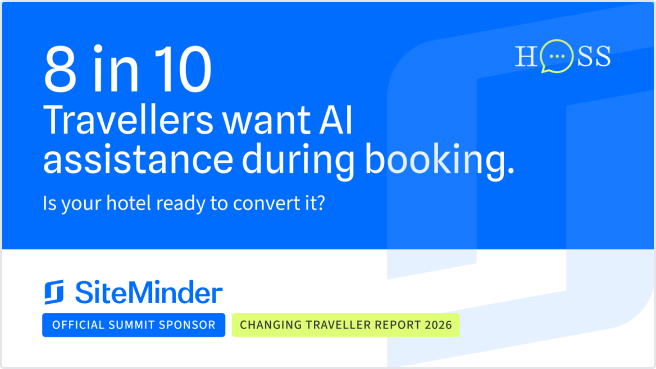 8 in 10
HOSS
Travellers want AI
assistance during booking.
Is your hotel ready to convert it?
SiteMinder
OFFICIAL SUMMIT SPONSOR
CHANGING TRAVELLER REPORT 2026